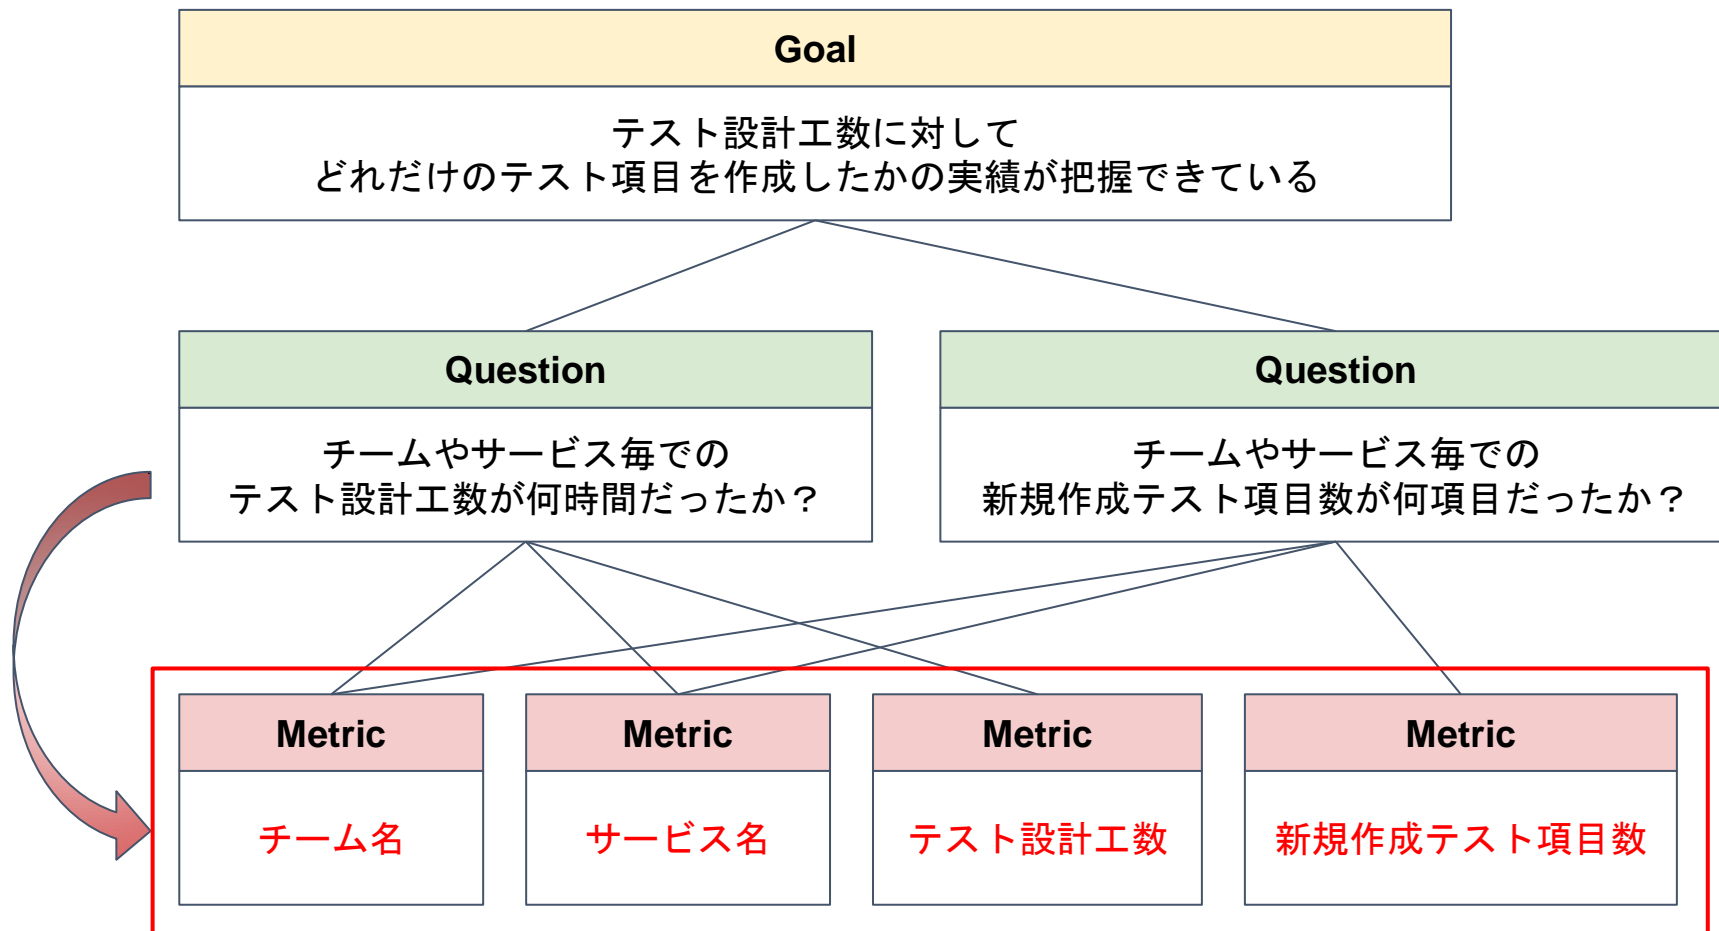 Goal
テスト設計工数に対して
どれだけのテスト項目を作成したかの実績が把握できている
Question
チームやサービス毎での
テスト設計工数が何時間だったか？
Question
チームやサービス毎での
新規作成テスト項目数が何項目だったか？
Metric
チーム名
Metric
サービス名
Metric
テスト設計工数
Metric
新規作成テスト項目数